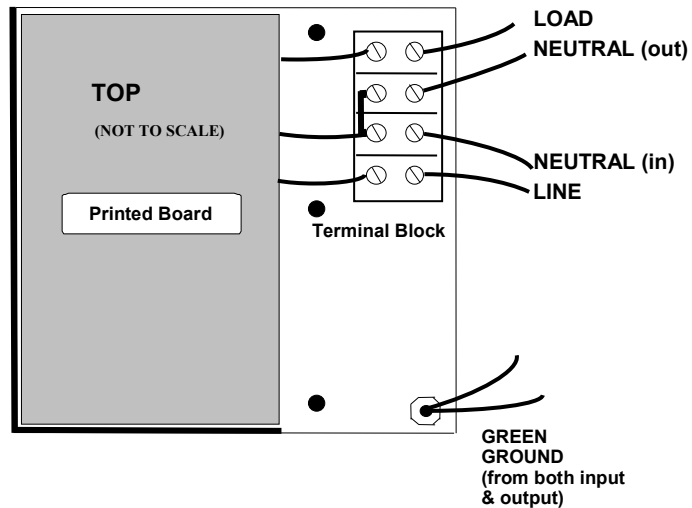 LOAD
NEUTRAL (out)
TOP
(NOT TO SCALE)
NEUTRAL (in)
LINE
Printed Board
Terminal Block
GREEN
GROUND
(from both input
& output)